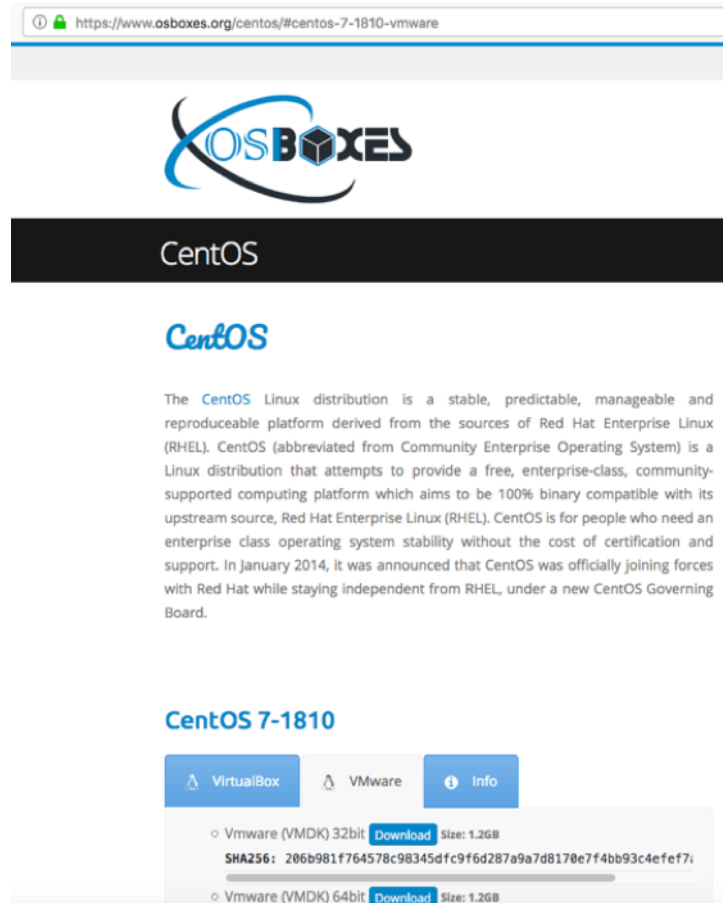 https://www.osboxes.org/centos/#centos-7-1810-vmware
OSBOXES
CentOS
CentOS
The CentOS Linux distribution is a stable, predictable, manageable and
reproduceable platform derived from the sources of Red Hat Enterprise Linux
(RHEL). CentOS (abbreviated from Community Enterprise Operating System) is a
Linux distribution that attempts to provide a free, enterprise-class, community-
supported computing platform which aims to be 100% binary compatible with its
upstream source, Red Hat Enterprise Linux (RHEL). CentOS is for people who need an
enterprise class operating system stability without the cost of certification and
support. In January 2014, it was announced that CentOS was officially joining forces
with Red Hat while staying independent from RHEL, under a new CentOS Governing
Board.
CentOS 7-1810
VirtualBox VMware Info
Vmware (VMDK) 32bit Download Size: 1.2GB
SHA256: 206b981f764578c98345dfc9f6d287a9a7d8170e7f4bb93c4efef7
Vmware (VMDK) 64bit Download Size: 1.2GB